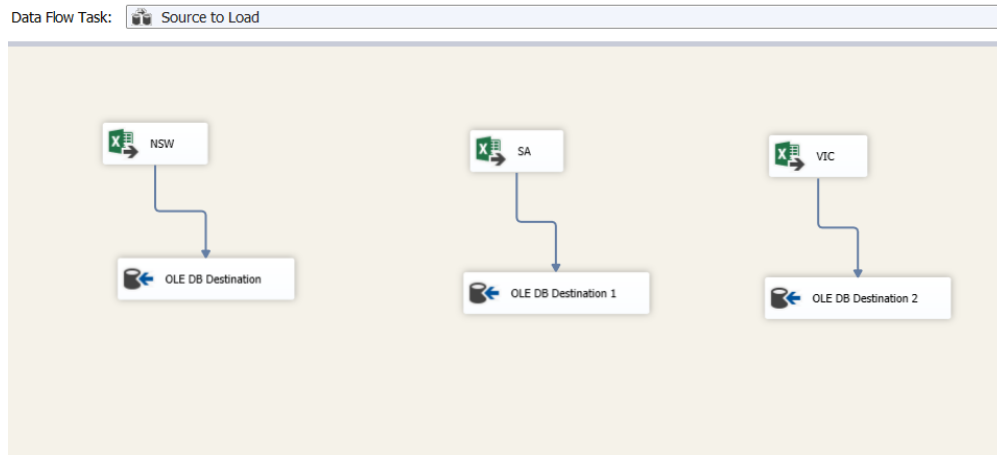 Data Flow Task: Source to Load
NSW
SA
VIC
OLE DB Destination
OLE DB Destination 1
OLE DB Destination 2